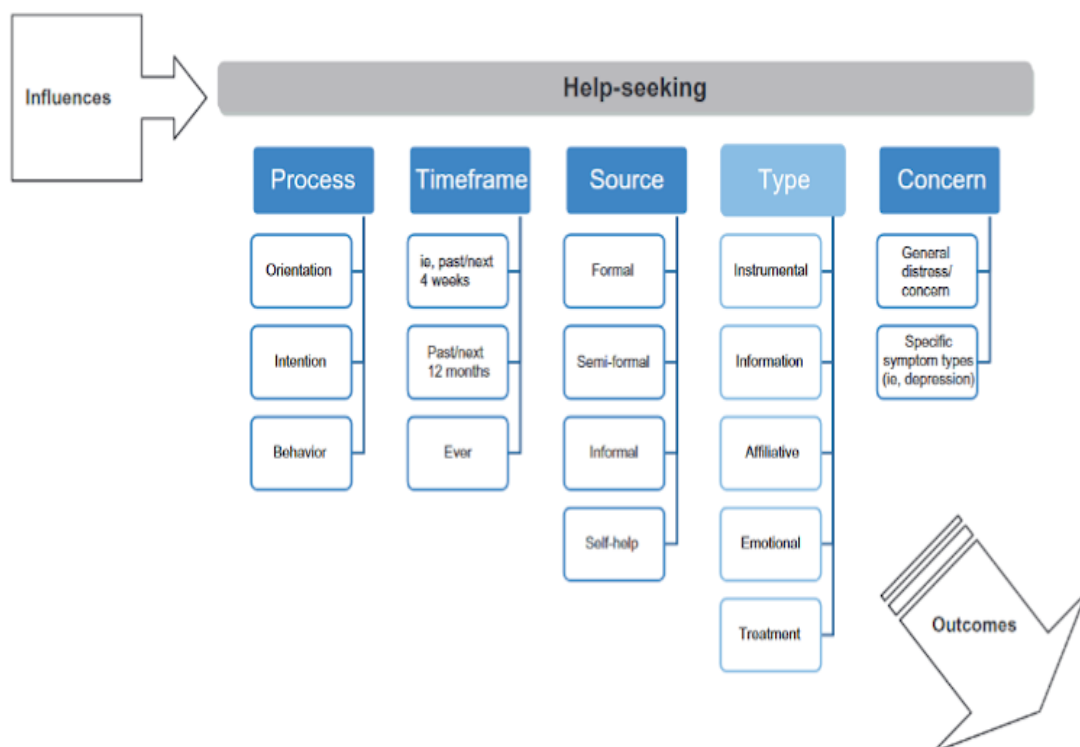 Influences
Help-seeking
Process
Orientation
Intention
Behavior
Timeframe
ie, past/next
4 weeks
Past/next
12 months
Ever
Source
Formal
Semi-formal
Informal
Self-help
Type
Instrumental
Information
Affiliative
Emotional
Treatment
Concern
General
distress/
concern
Specific
symptom types
(ie, depression)
Outcomes